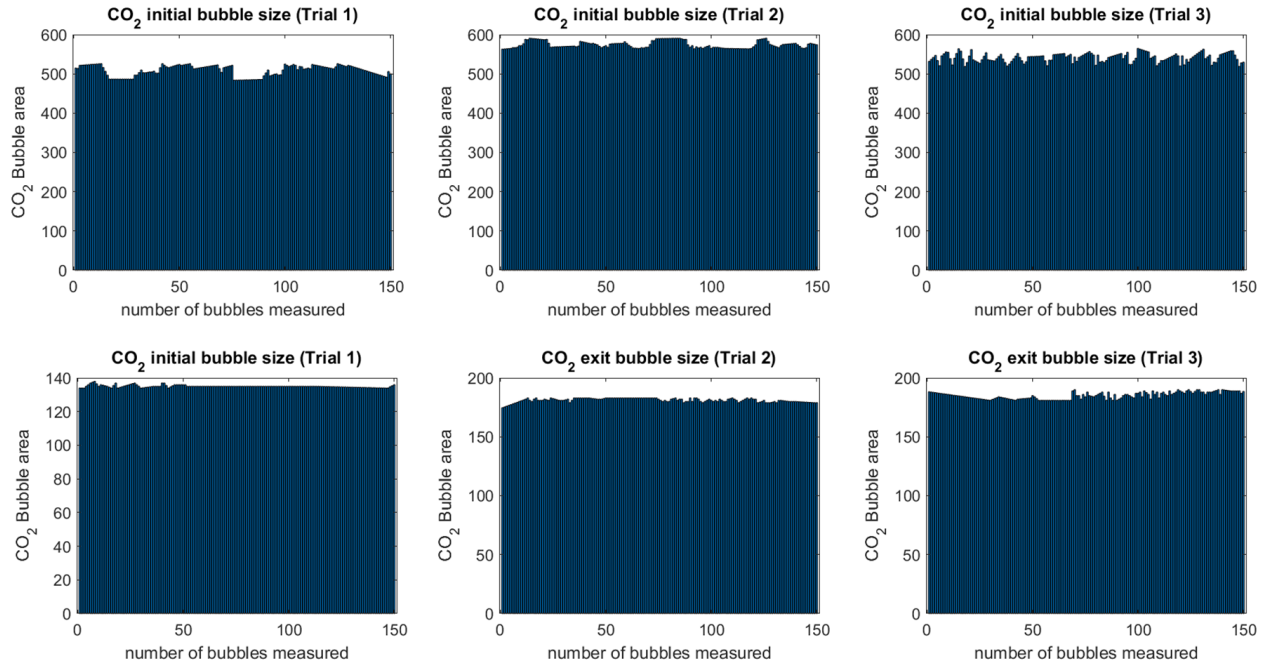 CO2 initial bubble size (Trial 1)
CO2 Bubble area
600
500
400
300
200
100
0
0 50 100 150
number of bubbles measured
CO2 initial bubble size (Trial 2)
CO2 Bubble area
600
500
400
300
200
100
0
0 50 100 150
number of bubbles measured
CO2 initial bubble size (Trial 3)
CO2 Bubble area
600
500
400
300
200
100
0
0 50 100 150
number of bubbles measured
CO2 initial bubble size (Trial 1)
CO2 Bubble area
140
120
100
80
60
40
20
0
0 50 100 150
number of bubbles measured
CO2 exit bubble size (Trial 2)
CO2 Bubble area
200
150
100
50
0
0 50 100 150
number of bubbles measured
CO2 exit bubble size (Trial 3)
CO2 Bubble area
200
150
100
50
0
0 50 100 150
number of bubbles measured